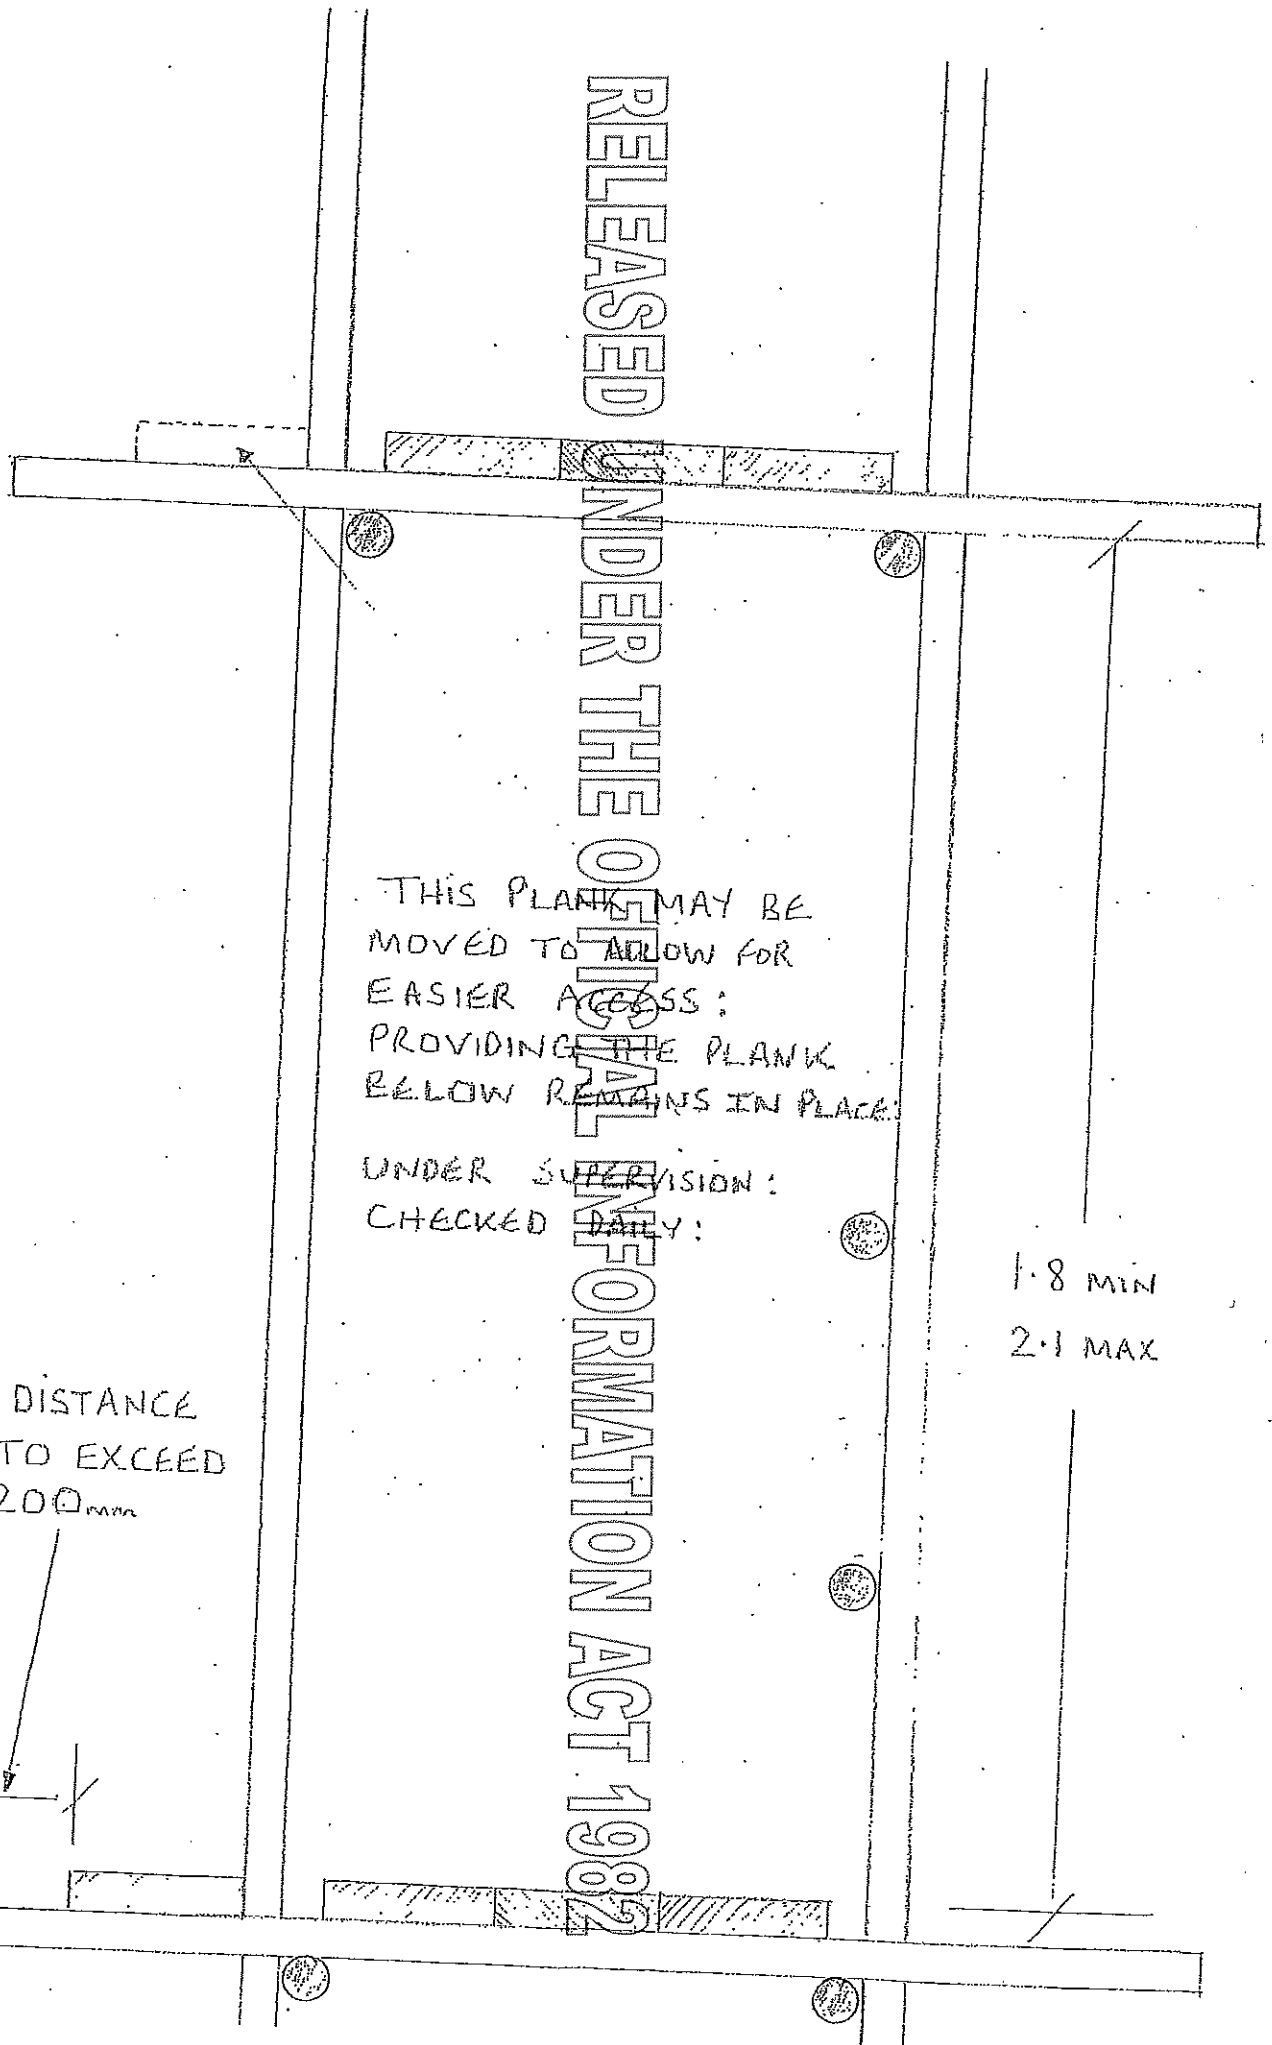 RELEASED UNDER THE OFFICIAL INFORMATION ACT 1982
THIS PLANK MAY BE
MOVED TO ALLOW FOR
EASIER ACCESS:
PROVIDING THE PLANK
BELOW REMAINS IN PLACE:
UNDER SUPERVISION:
CHECKED DAILY:
1.8 MIN
2.1 MAX
DISTANCE
TO EXCEED
200mm